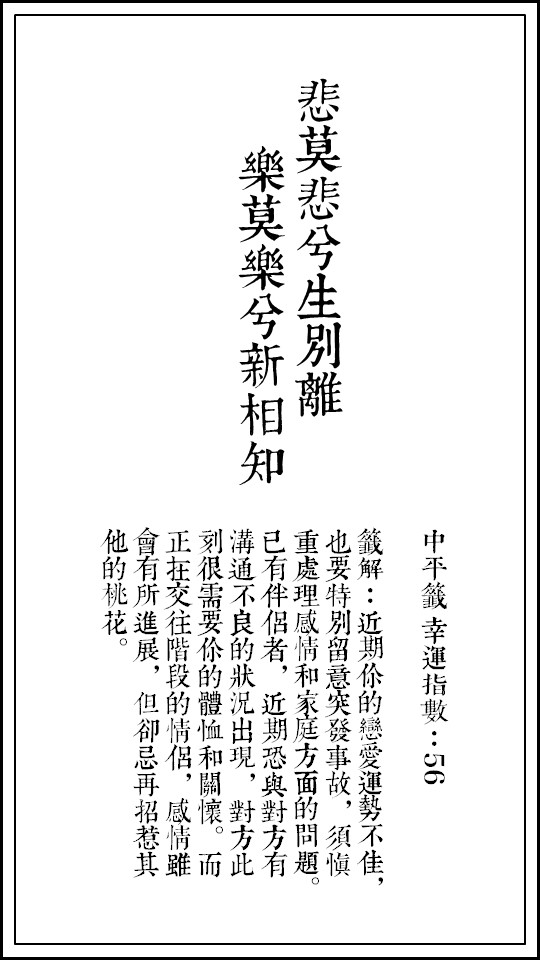 悲莫悲兮生別離
樂莫樂兮新相知
中平籤 幸運指數：56
籤解：近期你的戀愛運勢不佳，
也要特別留意突發事故，須慎
重處理感情和家庭方面的問題。
已有伴侶者，近期恐與對方有
溝通不良的狀況出現，對方此
刻很需要你的體恤和關懷。而
正在交往階段的情侶，感情雖
會有所進展，但卻忌再招惹其
他的桃花。